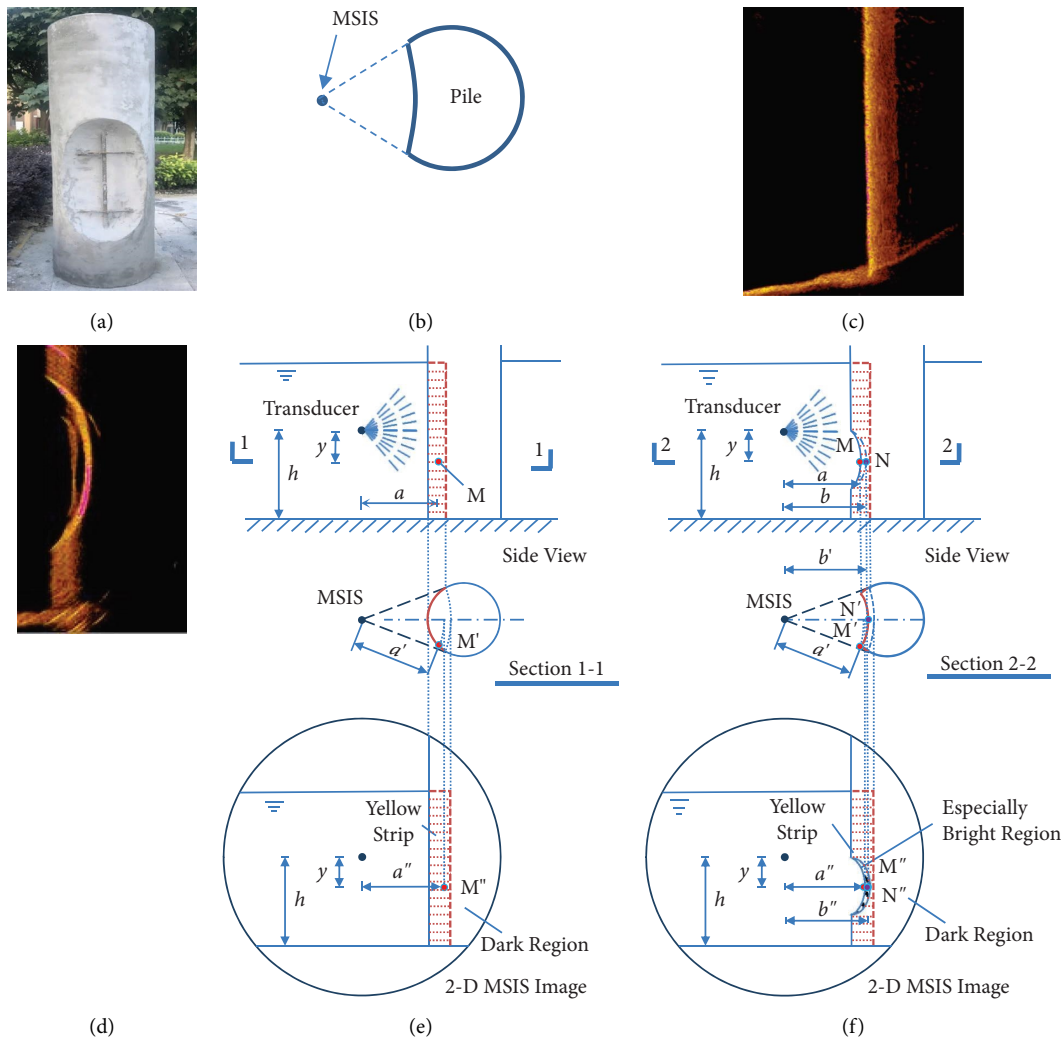 MSIS
Pile
(a)
(b)
(c)
Transducer
1
1
y
h
a
M
Side View
MSIS
M'
a'
Section 1-1
Yellow
Strip
y
a"
M"
h
Dark Region
2-D MSIS Image
Transducer
2
2
M
N
y
h
a
b
Side View
b'
MSIS
N'
M'
a'
Section 2-2
Yellow
Strip
Especially
Bright Region
M"
y
a"
N"
h
b"
Dark Region
2-D MSIS Image
(d)
(e)
(f)